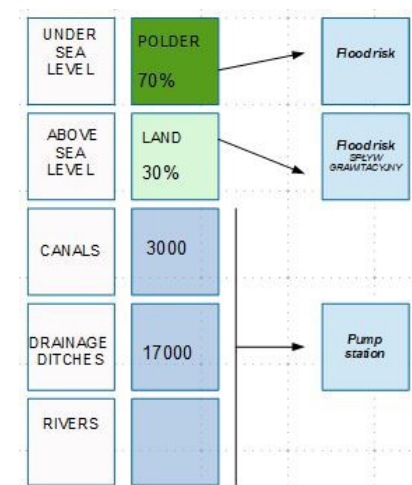 UNDER
SEA
LEVEL
POLDER
70%
Flood risk
ABOVE
SEA
LEVEL
LAND
30%
Flood risk
SPŁYW
GRAWITACYJNY
CANALS
3000
DRAINAGE
DITCHES
17000
Pump
station
RIVERS